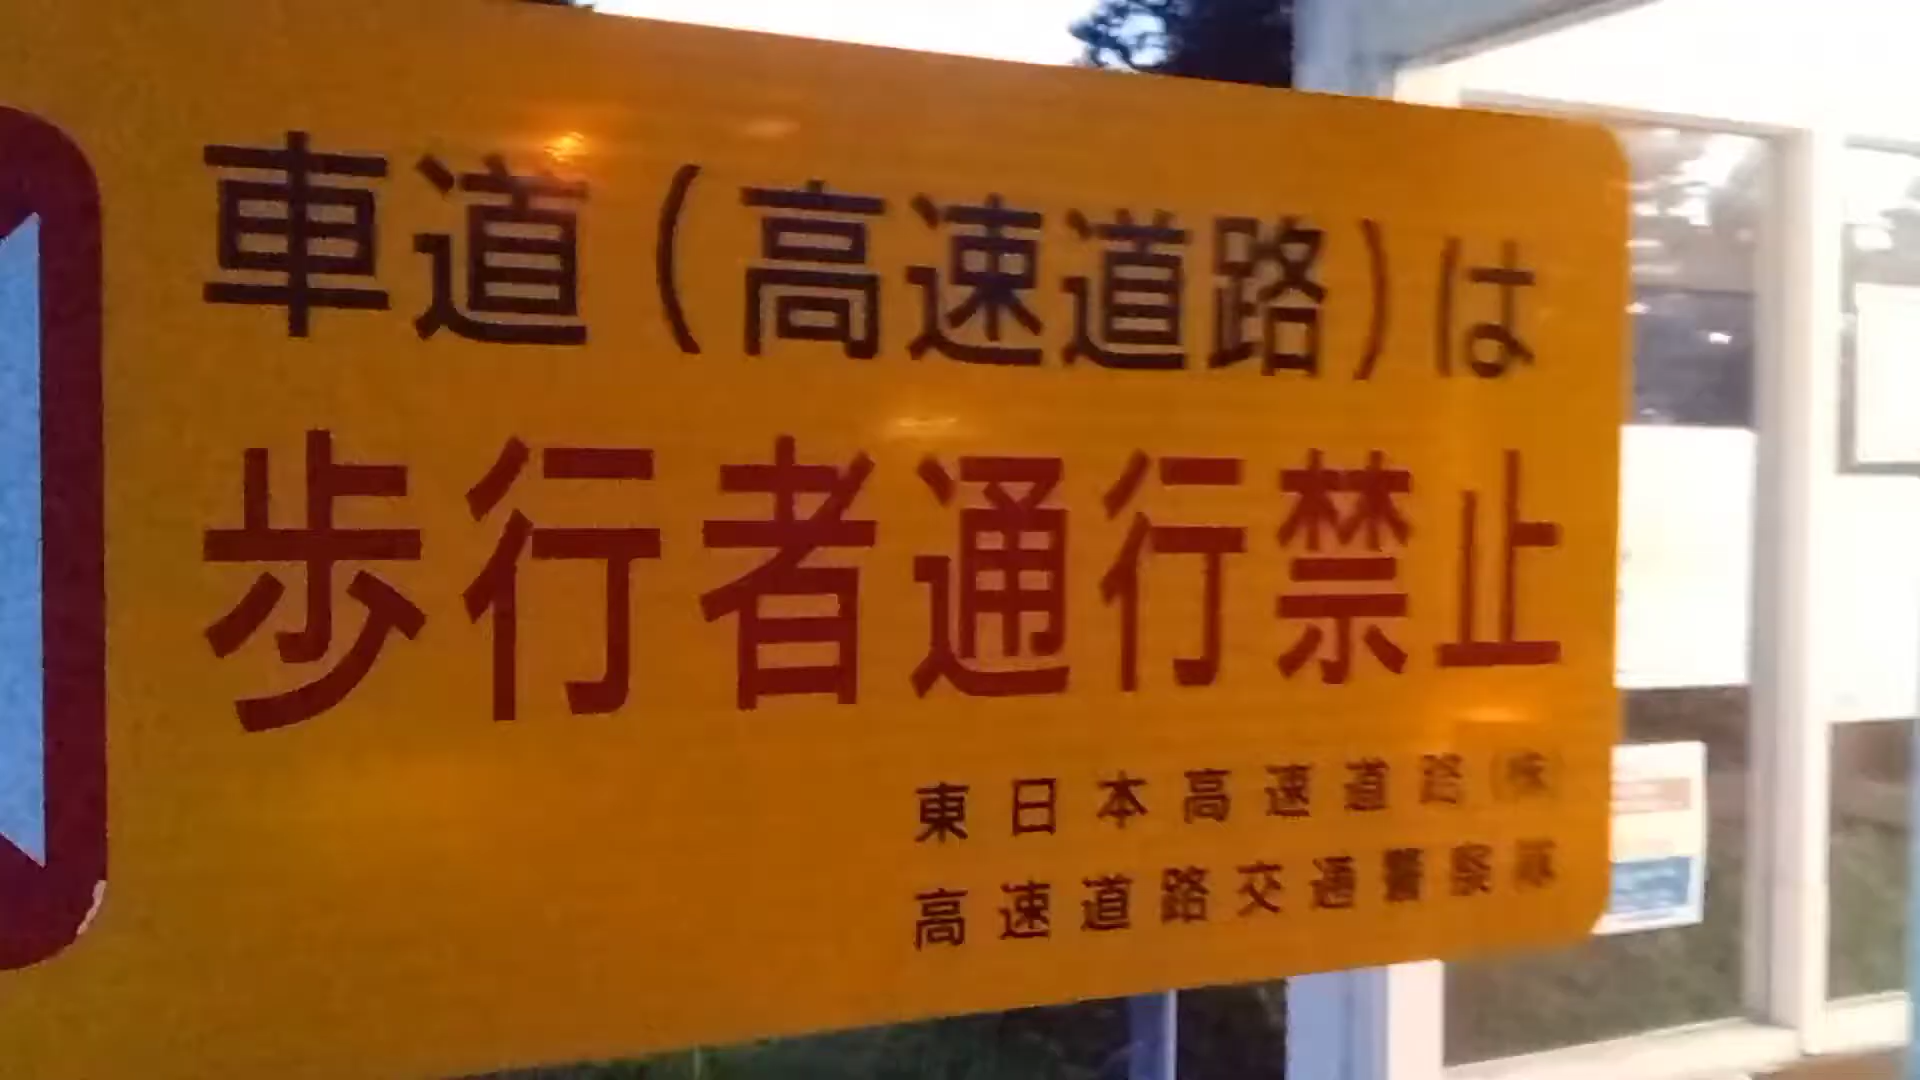 車道(高速道路)は
歩行者通行禁止
東日本高速道路(株)
高速道路交通警察隊